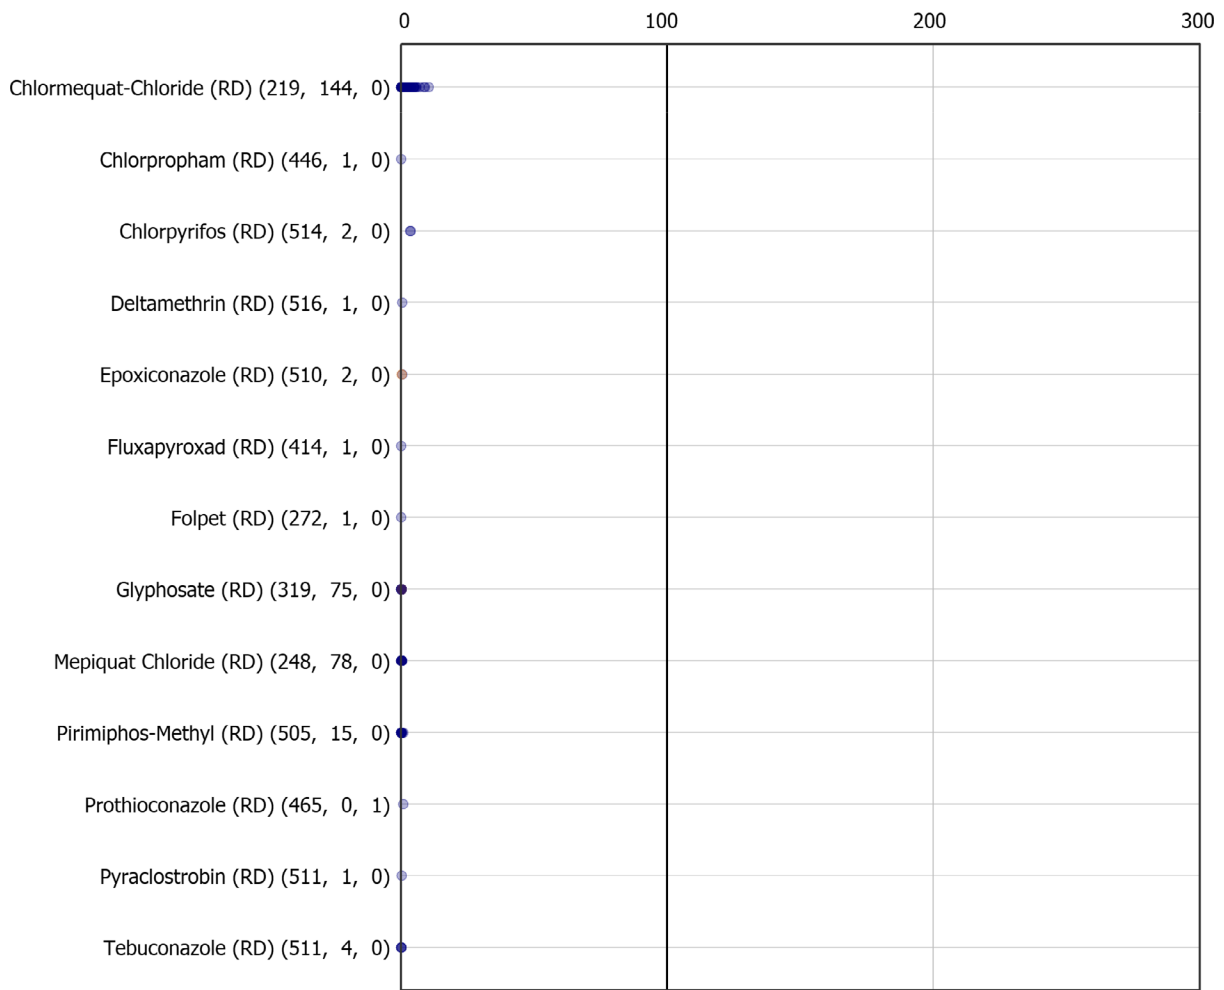 0 100 200 300
Chlormequat-Chloride (RD) (219, 144, 0)
Chlorpropham (RD) (446, 1, 0)
Chlorpyrifos (RD) (514, 2, 0)
Deltamethrin (RD) (516, 1, 0)
Epoxiconazole (RD) (510, 2, 0)
Fluxapyroxad (RD) (414, 1, 0)
Folpet (RD) (272, 1, 0)
Glyphosate (RD) (319, 75, 0)
Mepiquat Chloride (RD) (248, 78, 0)
Pirimiphos-Methyl (RD) (505, 15, 0)
Prothioconazole (RD) (465, 0, 1)
Pyraclostrobin (RD) (511, 1, 0)
Tebuconazole (RD) (511, 4, 0)